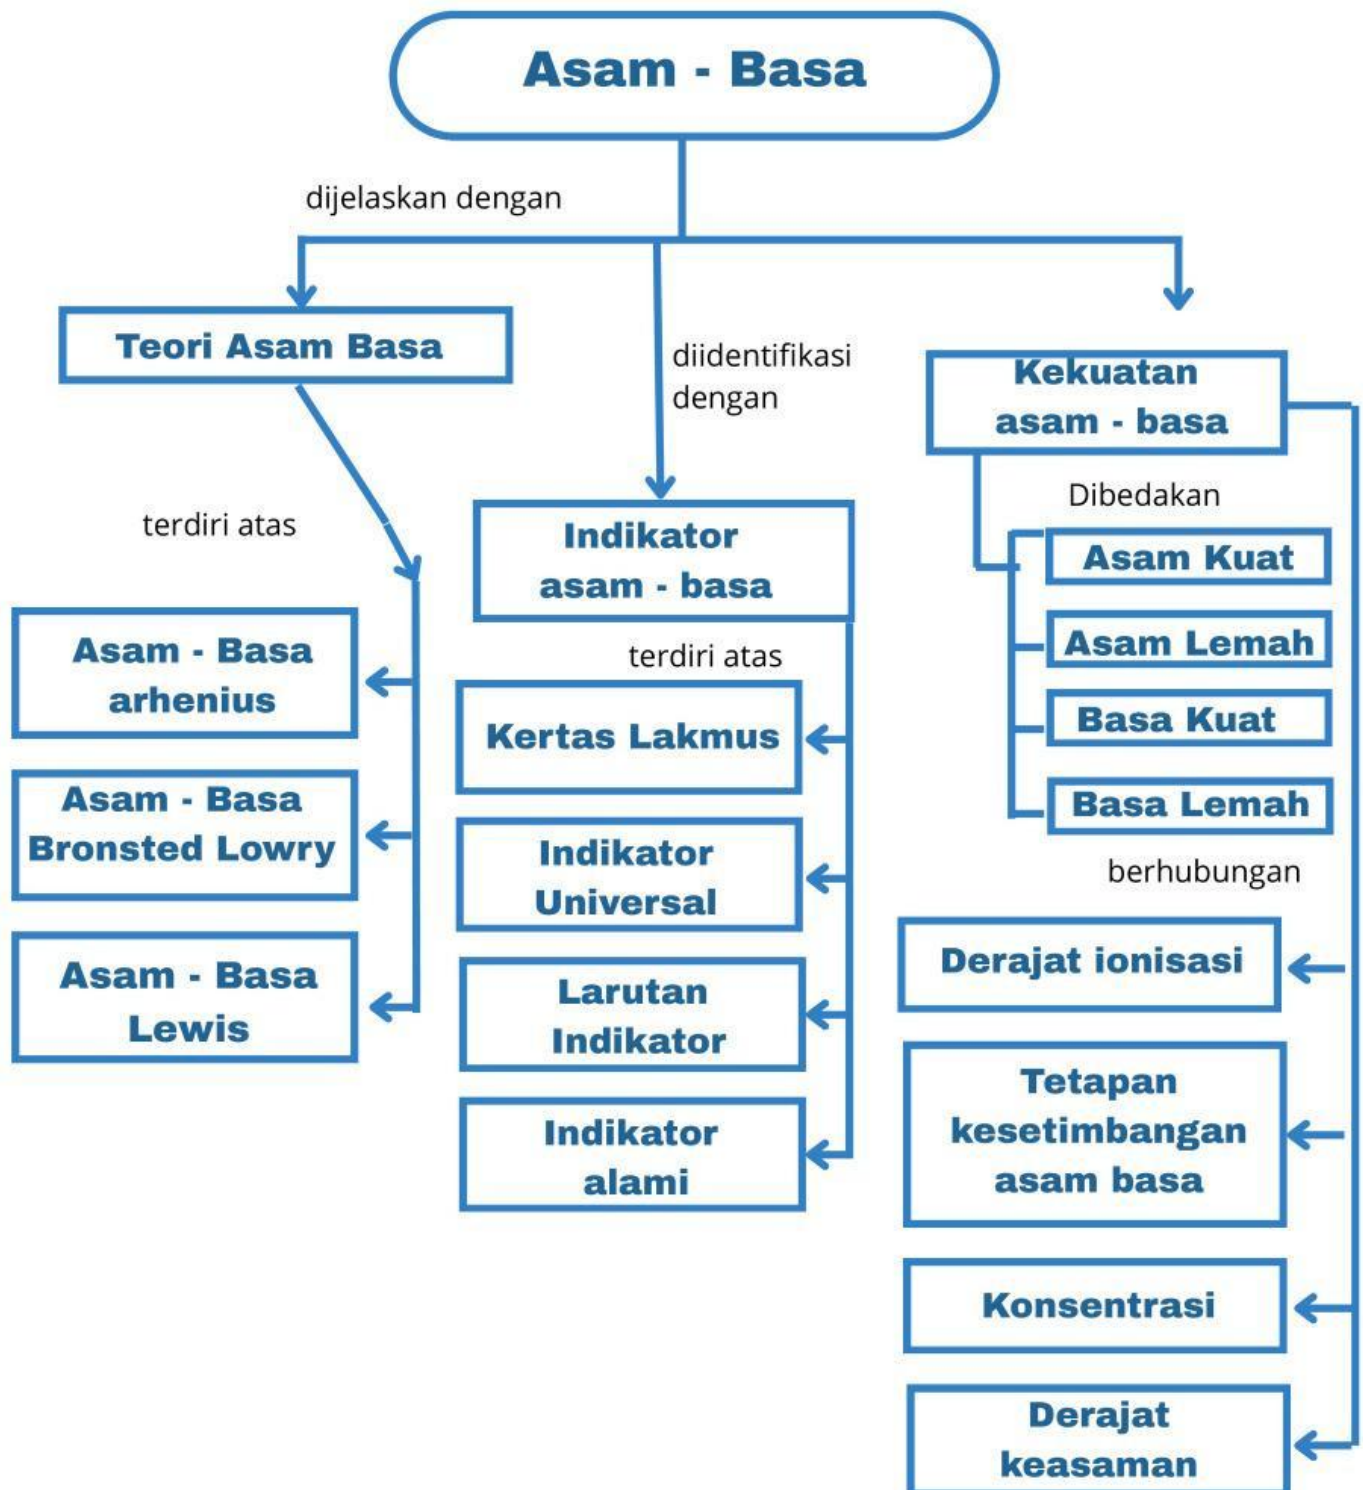 Asam - Basa
dijelaskan dengan
Teori Asam Basa
terdiri atas
Asam - Basa
arhenius
Asam - Basa
Bronsted Lowry
Asam - Basa
Lewis
diidentifikasi
dengan
Indikator
asam - basa
terdiri atas
Kertas Lakmus
Indikator
Universal
Larutan
Indikator
Indikator
alami
Kekuatan
asam - basa
Dibedakan
Asam Kuat
Asam Lemah
Basa Kuat
Basa Lemah
berhubungan
Derajat ionisasi
Tetapan
kesetimbangan
asam basa
Konsentrasi
Derajat
keasaman